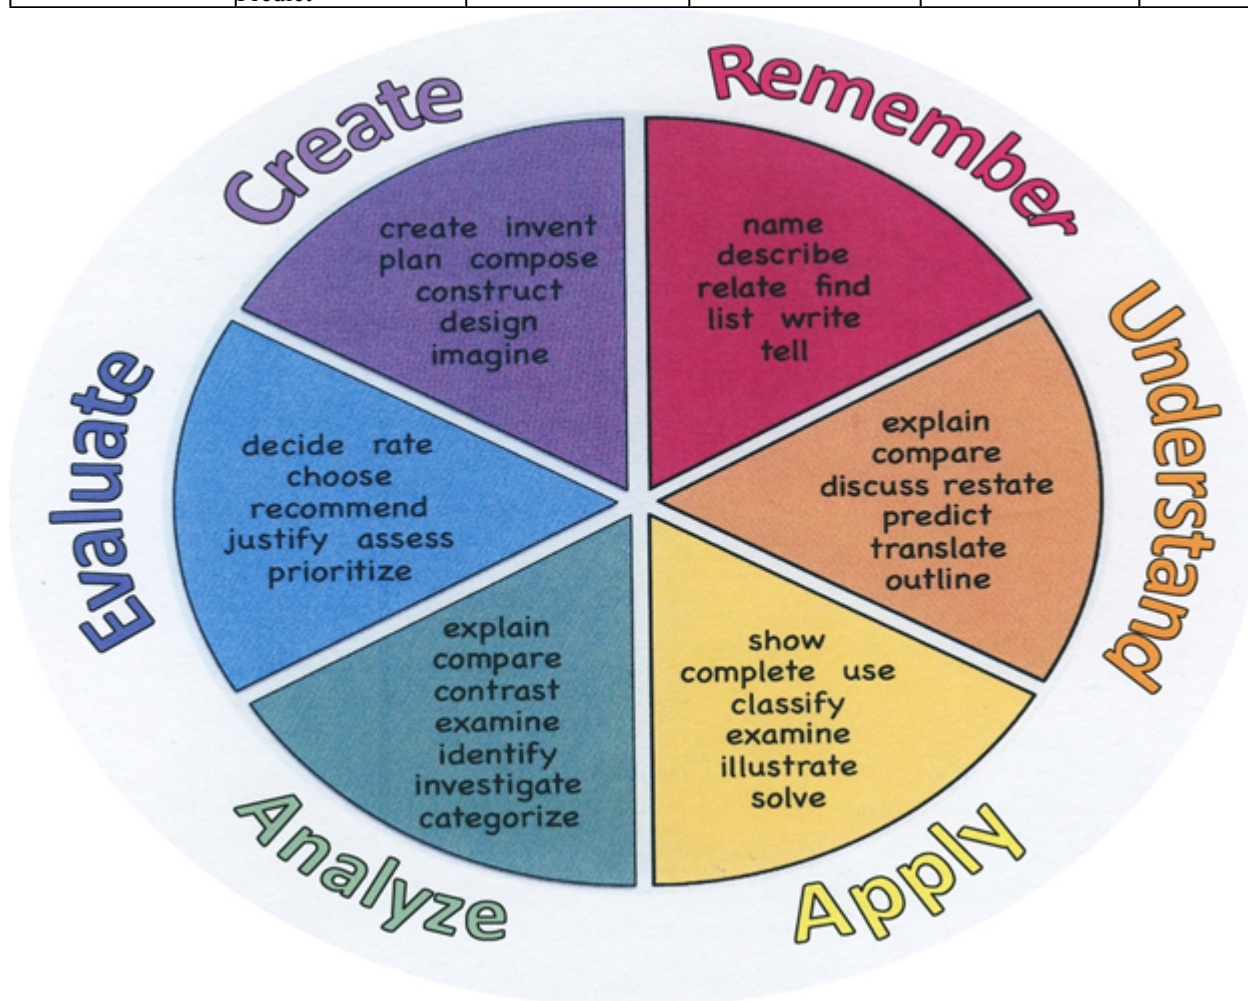 predict
Create
Remember
create invent
plan compose
construct
design
imagine
name
describe
relate find
list write
tell
Understand
explain
compare
discuss restate
predict
translate
outline
Evaluate
decide rate
choose
recommend
justify assess
prioritize
explain
compare
contrast
examine
identify
investigate
categorize
Analyze
show
complete use
classify
examine
illustrate
solve
Apply